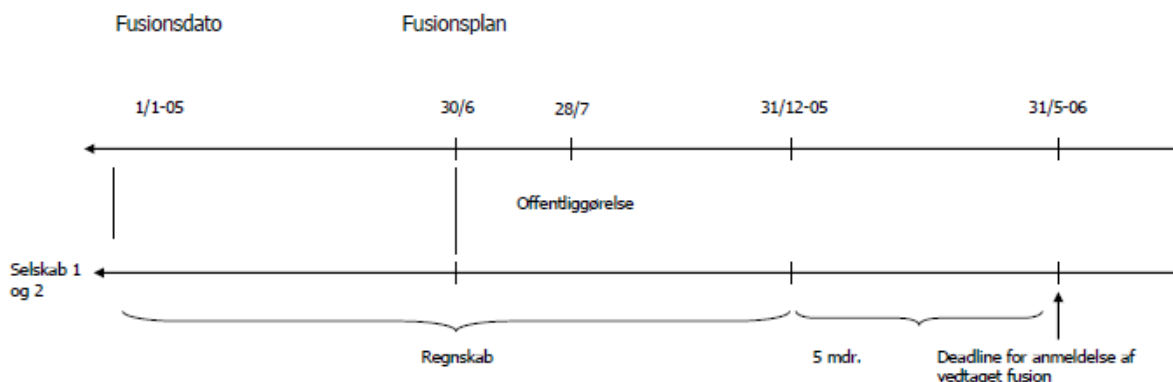 Fusionsdato Fusionsplan
1/1-05 30/6 28/7 31/12-05 31/5-06
Offentliggørelse
Selskab 1
og 2
Regnskab 5 mdr. Deadline for anmeldelse af
vedtaget fusion